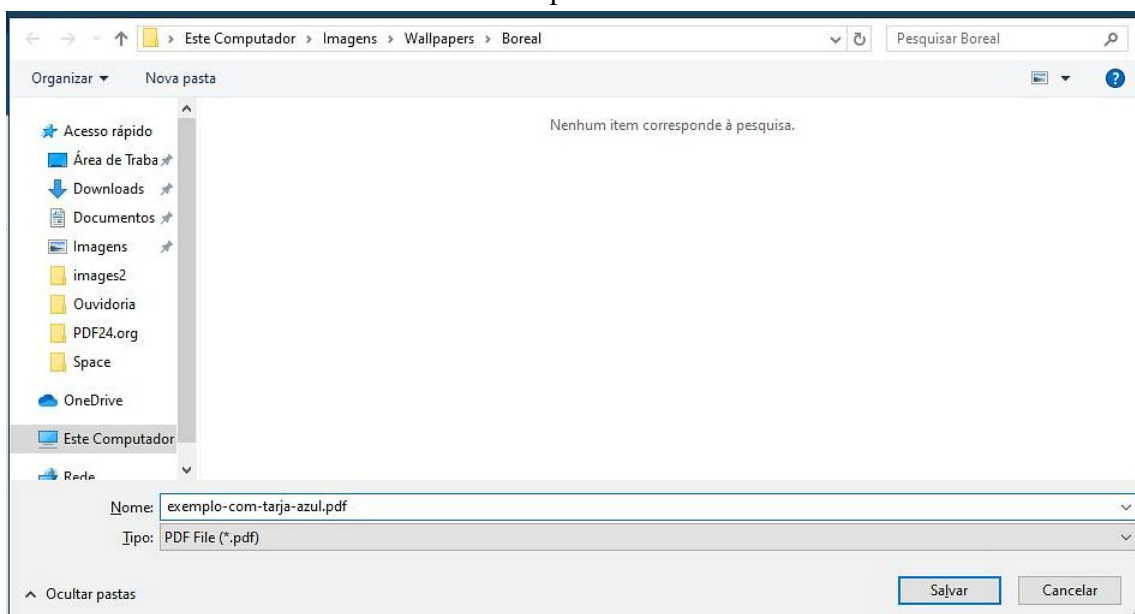 Este Computador > Imagens > Wallpapers > Boreal
Pesquisar Boreal
Organizar
Nova pasta
Nenhum item corresponde à pesquisa.
Acesso rápido
Área de Traba
Downloads
Documentos
Imagens
images2
Ouvidoria
PDF24.org
Space
OneDrive
Este Computador
Rede
Nome: exemplo-com-tarja-azul.pdf
Tipo: PDF File (*.pdf)
Ocultar pastas
Salvar
Cancelar